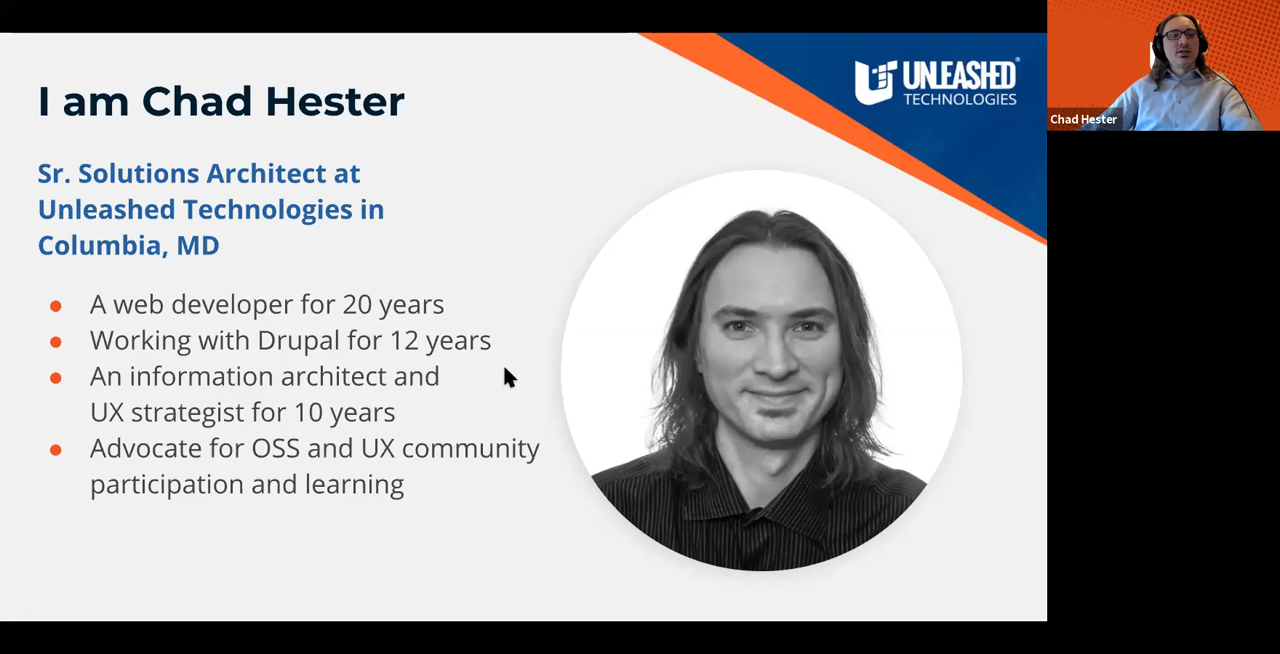 I am Chad Hester
UNLEASHED®
TECHNOLOGIES
Chad Hester
Sr. Solutions Architect at
Unleashed Technologies in
Columbia, MD
● A web developer for 20 years
● Working with Drupal for 12 years
● An information architect and
UX strategist for 10 years
● Advocate for OSS and UX community
participation and learning